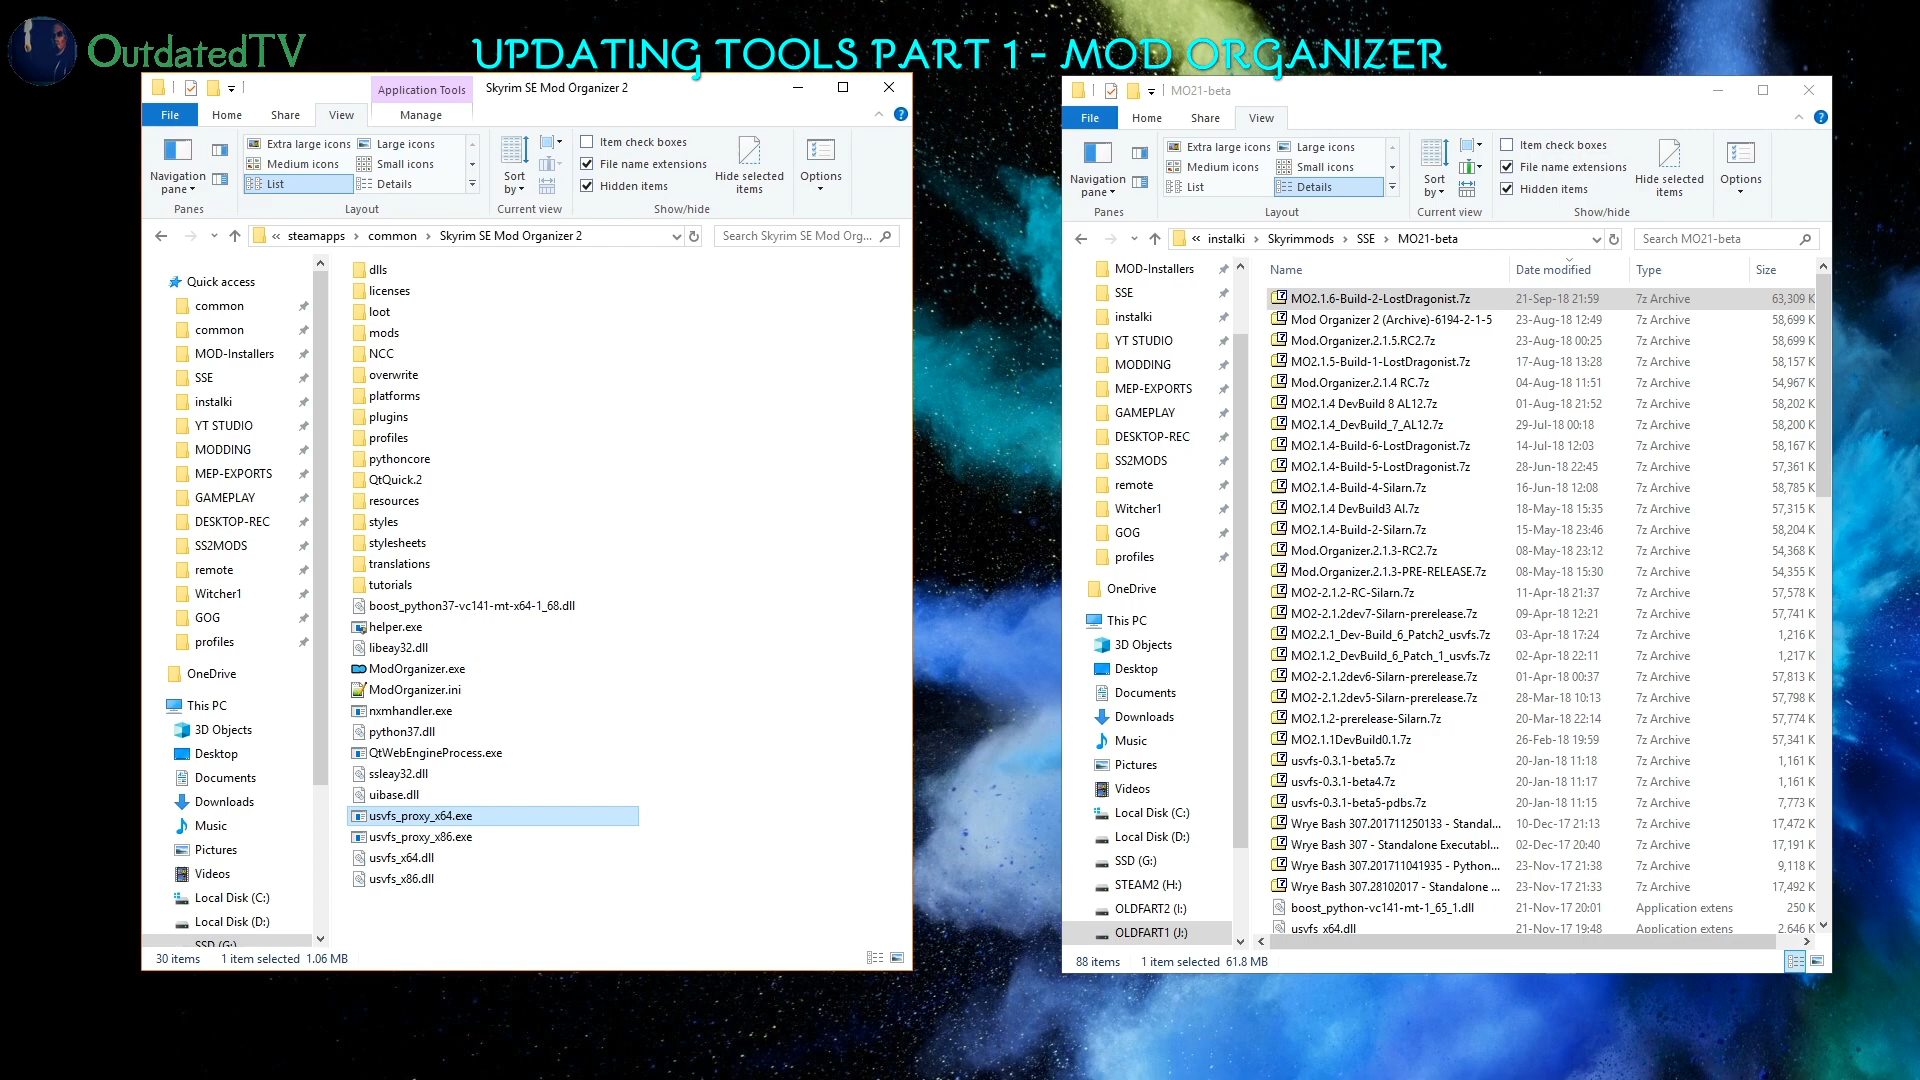 OutdatedTV
UPDATING TOOLS PART 1 - MOD ORGANIZER
Application Tools
Skyrim SE Mod Organizer 2
File Home Share View Manage
Navigation pane
Extra large icons Large icons
Medium icons Small icons
List Details
Sort by
Item check boxes
File name extensions
Hidden items
Hide selected items
Options
Panes Layout Current view Show/hide
« steamapps > common > Skyrim SE Mod Organizer 2
Search Skyrim SE Mod Org...
Quick access
common
common
MOD-Installers
SSE
instalki
YT STUDIO
MODDING
MEP-EXPORTS
GAMEPLAY
DESKTOP-REC
SS2MODS
remote
Witcher1
GOG
profiles
OneDrive
This PC
3D Objects
Desktop
Documents
Downloads
Music
Pictures
Videos
Local Disk (C:)
Local Disk (D:)
SSD (G:)
dlls
licenses
loot
mods
NCC
overwrite
platforms
plugins
profiles
pythoncore
QtQuick.2
resources
styles
stylesheets
translations
tutorials
boost_python37-vc141-mt-x64-1_68.dll
helper.exe
libeay32.dll
ModOrganizer.exe
ModOrganizer.ini
nxmhandler.exe
python37.dll
QtWebEngineProcess.exe
ssleay32.dll
uibase.dll
usvfs_proxy_x64.exe
usvfs_proxy_x86.exe
usvfs_x64.dll
usvfs_x86.dll
30 items 1 item selected 1.06 MB
MO21-beta
File Home Share View
Navigation pane
Extra large icons Large icons
Medium icons Small icons
List Details
Sort by
Item check boxes
File name extensions
Hidden items
Hide selected items
Options
Panes Layout Current view Show/hide
« instalki > Skyrimmods > SSE > MO21-beta
Search MO21-beta
MOD-Installers
SSE
instalki
YT STUDIO
MODDING
MEP-EXPORTS
GAMEPLAY
DESKTOP-REC
SS2MODS
remote
Witcher1
GOG
profiles
OneDrive
This PC
3D Objects
Desktop
Documents
Downloads
Music
Pictures
Videos
Local Disk (C:)
Local Disk (D:)
SSD (G:)
STEAM2 (H:)
OLDFART2 (I:)
OLDFART1 (J:)
Name Date modified Type Size
MO2.1.6-Build-2-LostDragonist.7z 21-Sep-18 21:59 7z Archive 63,309 K
Mod Organizer 2 (Archive)-6194-2-1-5 23-Aug-18 12:49 7z Archive 58,699 K
Mod.Organizer.2.1.5.RC2.7z 23-Aug-18 00:25 7z Archive 58,699 K
MO2.1.5-Build-1-LostDragonist.7z 17-Aug-18 13:28 7z Archive 58,157 K
Mod.Organizer.2.1.4 RC.7z 04-Aug-18 11:51 7z Archive 54,967 K
MO2.1.4 DevBuild 8 AL12.7z 01-Aug-18 21:52 7z Archive 58,202 K
MO2.1.4_DevBuild_7_AL12.7z 29-Jul-18 00:18 7z Archive 58,200 K
MO2.1.4-Build-6-LostDragonist.7z 14-Jul-18 12:03 7z Archive 58,167 K
MO2.1.4-Build-5-LostDragonist.7z 28-Jun-18 22:45 7z Archive 57,361 K
MO2.1.4-Build-4-Silarn.7z 16-Jun-18 12:08 7z Archive 58,785 K
MO2.1.4 DevBuild3 Al.7z 18-May-18 15:35 7z Archive 57,315 K
MO2.1.4-Build-2-Silarn.7z 15-May-18 23:46 7z Archive 58,204 K
Mod.Organizer.2.1.3-RC2.7z 08-May-18 23:12 7z Archive 54,368 K
Mod.Organizer.2.1.3-PRE-RELEASE.7z 08-May-18 15:30 7z Archive 54,355 K
MO2-2.1.2-RC-Silarn.7z 11-Apr-18 21:37 7z Archive 57,578 K
MO2-2.1.2dev7-Silarn-prerelease.7z 09-Apr-18 12:21 7z Archive 57,741 K
MO2.2.1_Dev-Build_6_Patch2_usvfs.7z 03-Apr-18 17:24 7z Archive 1,216 K
MO2.1.2_DevBuild_6_Patch_1_usvfs.7z 02-Apr-18 22:11 7z Archive 1,217 K
MO2-2.1.2dev6-Silarn-prerelease.7z 01-Apr-18 00:37 7z Archive 57,813 K
MO2-2.1.2dev5-Silarn-prerelease.7z 28-Mar-18 10:13 7z Archive 57,798 K
MO2.1.2-prerelease-Silarn.7z 20-Mar-18 22:14 7z Archive 57,774 K
MO2.1.1DevBuild0.1.7z 26-Feb-18 19:59 7z Archive 57,341 K
usvfs-0.3.1-beta5.7z 20-Jan-18 11:18 7z Archive 1,161 K
usvfs-0.3.1-beta4.7z 20-Jan-18 11:17 7z Archive 1,161 K
usvfs-0.3.1-beta5-pdbs.7z 20-Jan-18 11:15 7z Archive 7,773 K
Wrye Bash 307.201711250133 - Standal... 10-Dec-17 21:13 7z Archive 17,472 K
Wrye Bash 307 - Standalone Executabl... 02-Dec-17 20:40 7z Archive 17,191 K
Wrye Bash 307.201711041935 - Python... 23-Nov-17 21:38 7z Archive 9,118 K
Wrye Bash 307.28102017 - Standalone ... 23-Nov-17 21:33 7z Archive 17,492 K
boost_python-vc141-mt-1_65_1.dll 21-Nov-17 20:01 Application extens 250 K
usvfs_x64.dll 21-Nov-17 19:48 Application extens 2,646 K
88 items 1 item selected 61.8 MB